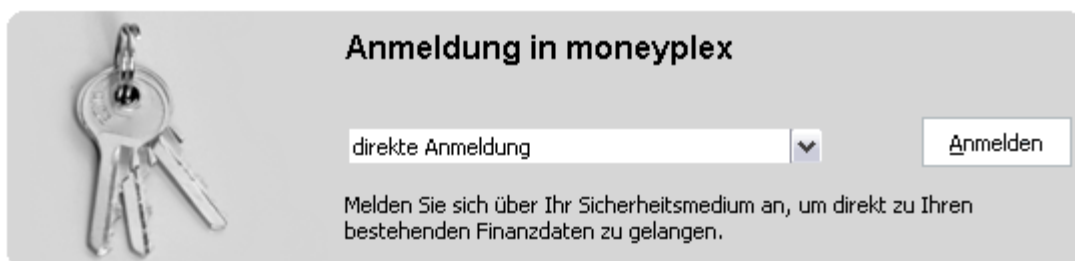 Anmeldung in moneyplex
direkte Anmeldung
Anmelden
Melden Sie sich über Ihr Sicherheitsmedium an, um direkt zu Ihren
bestehenden Finanzdaten zu gelangen.